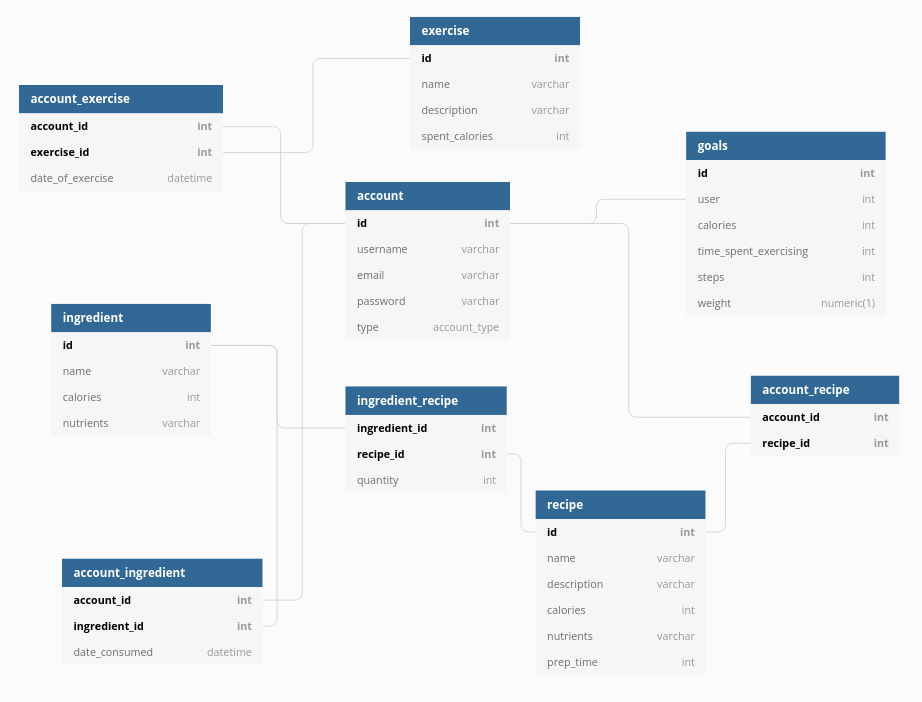 exercise
id int
name varchar
description varchar
spent_calories int
account_exercise
account_id int
exercise_id int
date_of_exercise datetime
goals
id int
user int
calories int
time_spent_exercising int
steps int
weight numeric(1)
account
id int
username varchar
email varchar
password varchar
type account_type
ingredient
id int
name varchar
calories int
nutrients varchar
ingredient_recipe
ingredient_id int
recipe_id int
quantity int
account_recipe
account_id int
recipe_id int
recipe
id int
name varchar
description varchar
calories int
nutrients varchar
prep_time int
account_ingredient
account_id int
ingredient_id int
date_consumed datetime